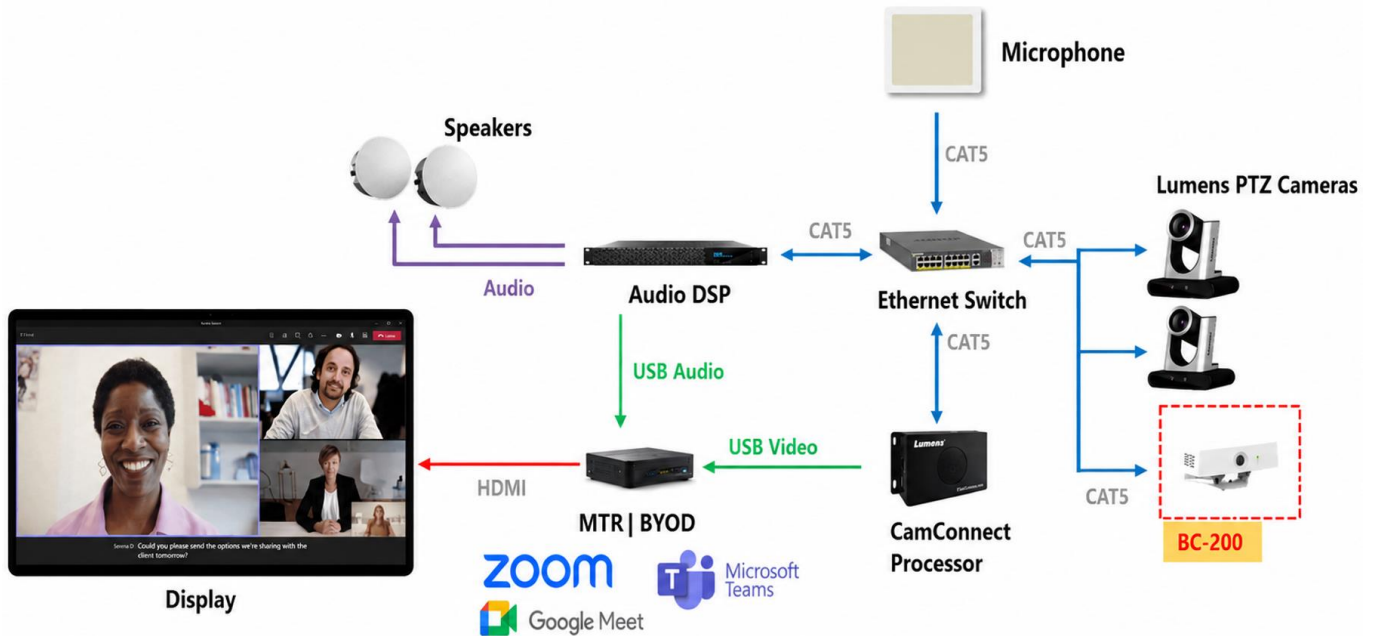 Microphone
CAT5
Speakers
Lumens PTZ Cameras
CAT5
CAT5
Audio
Audio DSP
Ethernet Switch
CAT5
USB Audio
USB Video
Lumens
HDMI
CAT5
MTR | BYOD
CamConnect
Processor
BC-200
Could you please send the options we're sharing with the
client tomorrow?
Display
zoom
Microsoft
Teams
Google Meet